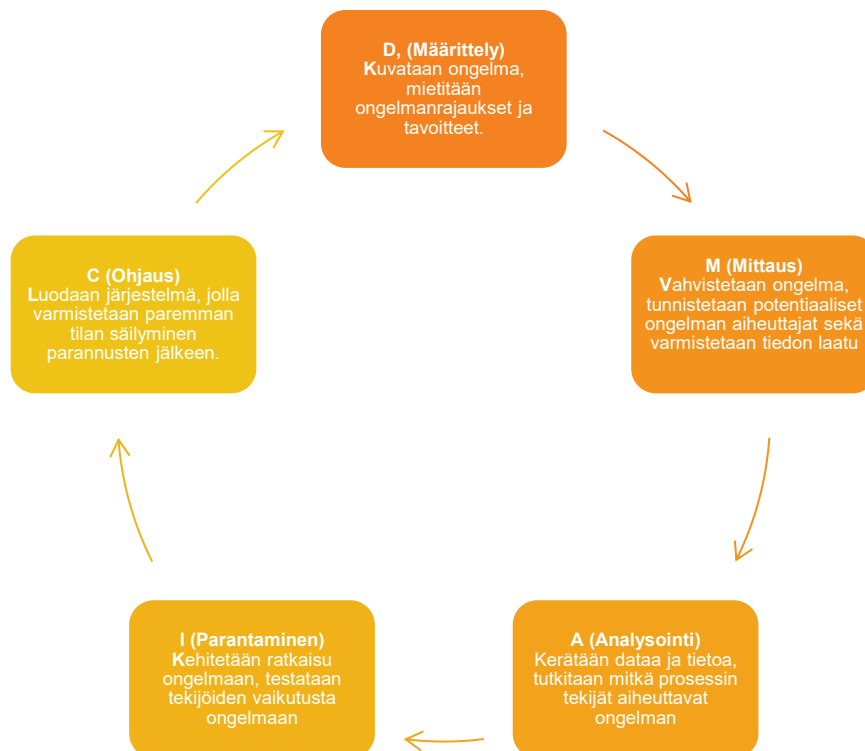 D, (Määrittely)
Kuvataan ongelma,
mietitään
ongelmanrajaukset ja
tavoitteet.
M (Mittaus)
Vahvistetaan ongelma,
tunnistetaan potentiaaliset
ongelman aiheuttajat sekä
varmistetaan tiedon laatu
A (Analysointi)
Kerätään dataa ja tietoa,
tutkitaan mitkä prosessin
tekijät aiheuttavat
ongelman
I (Parantaminen)
Kehitetään ratkaisu
ongelmaan, testataan
tekijöiden vaikutusta
ongelmaan
C (Ohjaus)
Luodaan järjestelmä, jolla
varmistetaan paremman
tilan säilyminen
parannusten jälkeen.